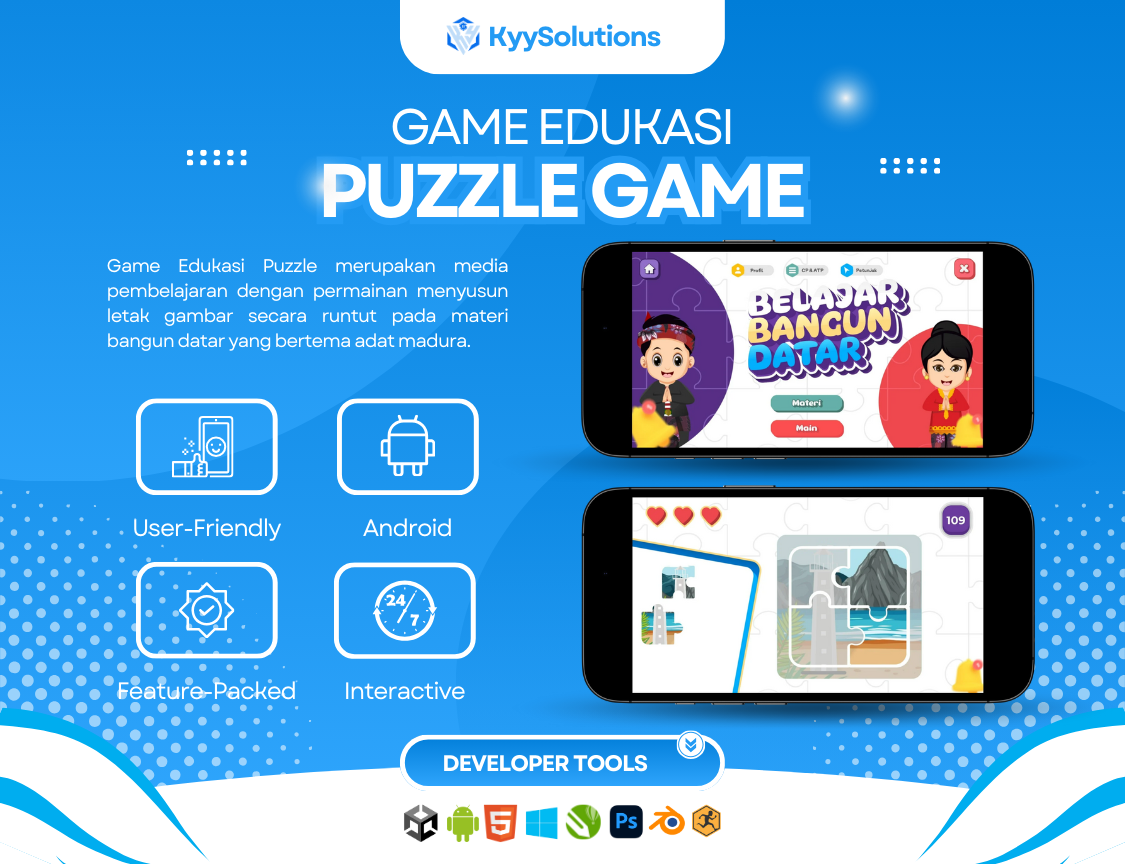 KyySolutions
GAME EDUKASI
PUZZLE GAME
Game Edukasi Puzzle merupakan media
pembelajaran dengan permainan menyusun
letak gambar secara runtut pada materi
bangun datar yang bertema adat madura.
User-Friendly
Android
24/7
Feature-Packed
Interactive
Profil
CP & ATP
Petunjuk
BELAJAR
BANGUN
DATAR
Materi
Main
109
DEVELOPER TOOLS
5
Ps